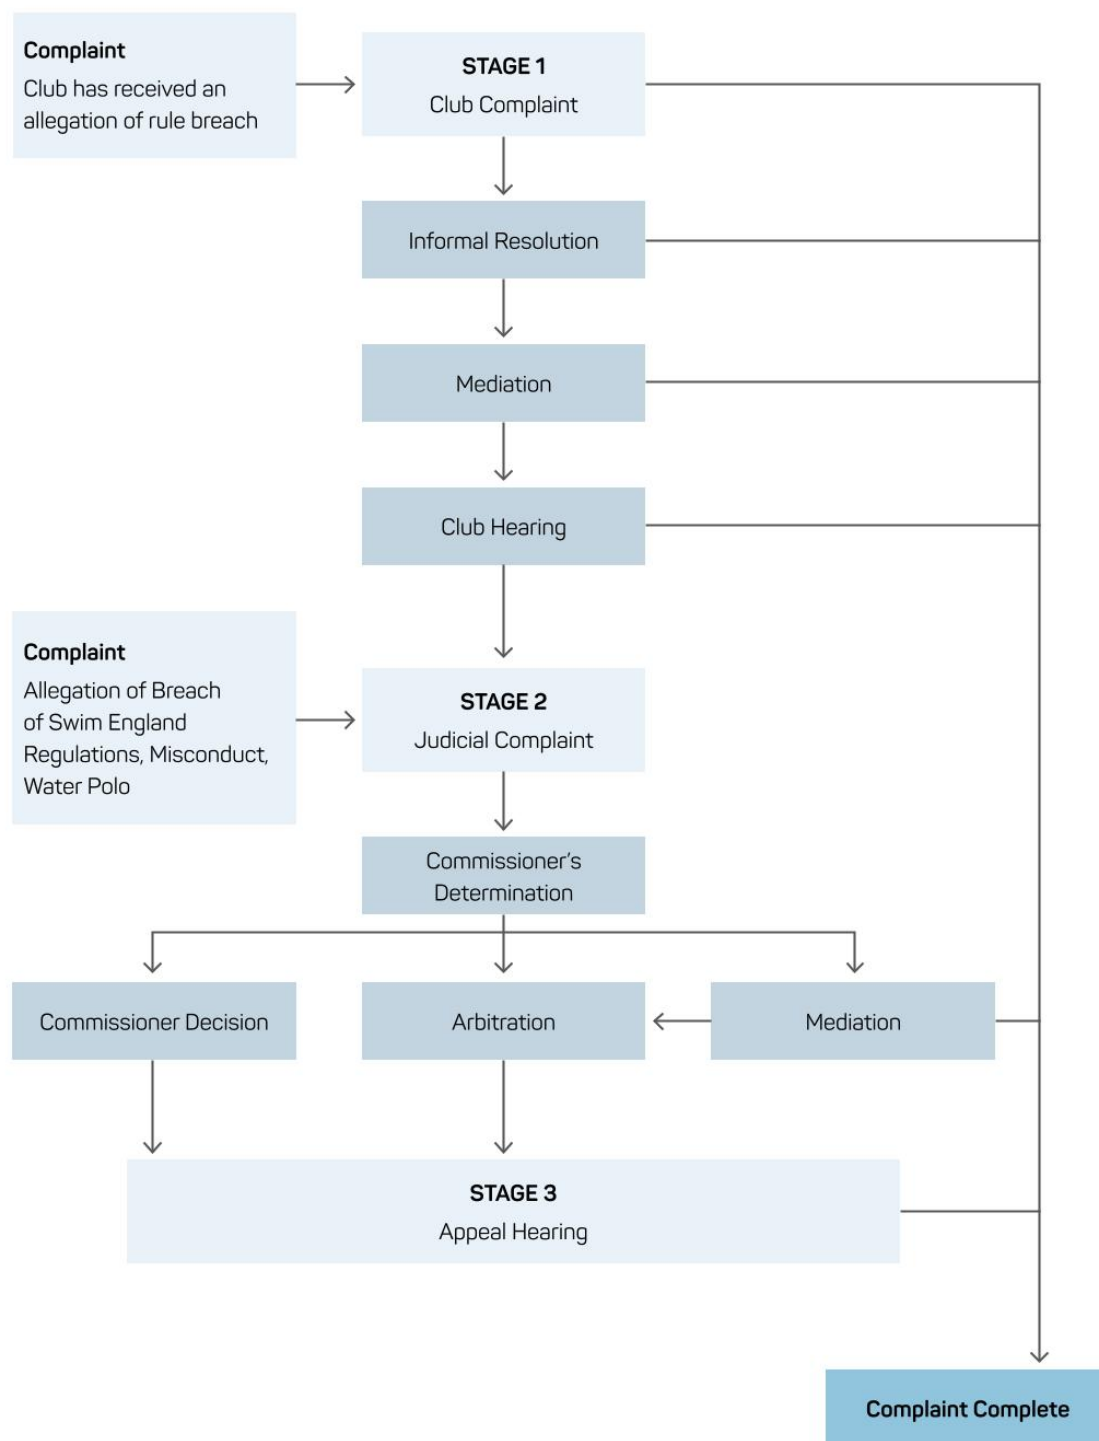 Complaint
Club has received an
allegation of rule breach
STAGE 1
Club Complaint
Informal Resolution
Mediation
Club Hearing
Complaint
Allegation of Breach
of Swim England
Regulations, Misconduct,
Water Polo
STAGE 2
Judicial Complaint
Commissioner’s
Determination
Commissioner Decision
Arbitration
Mediation
STAGE 3
Appeal Hearing
Complaint Complete